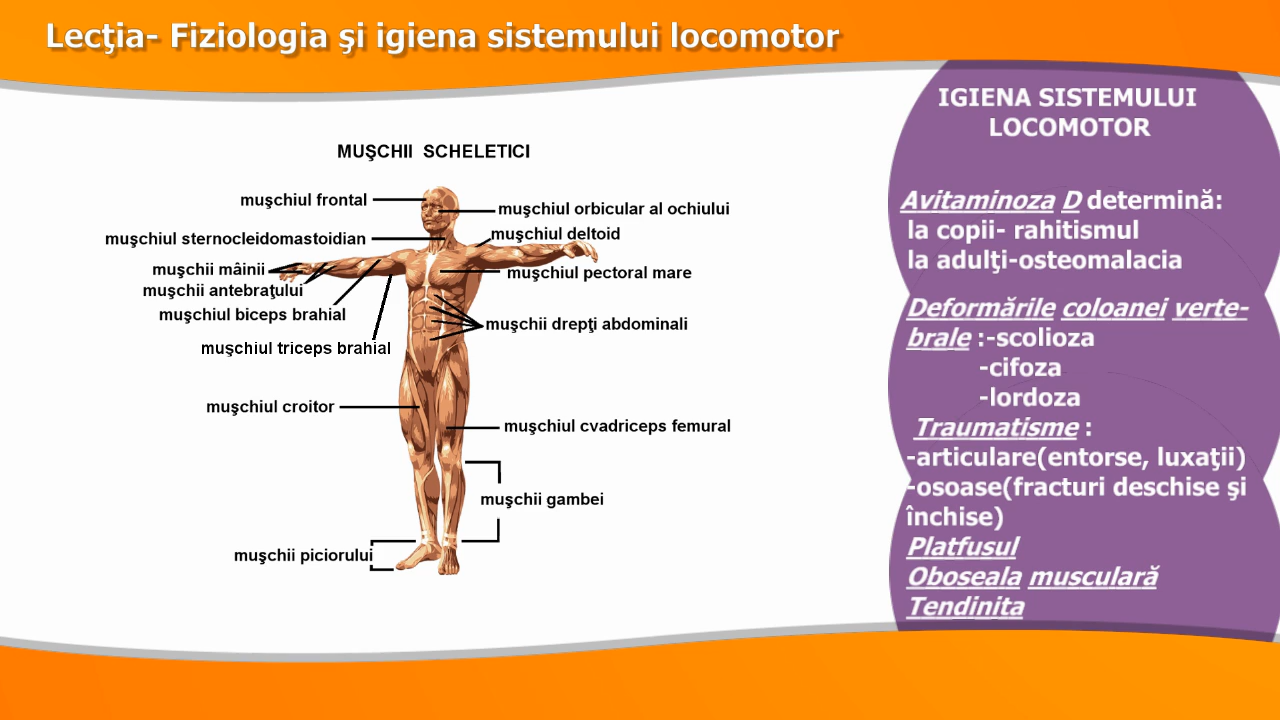 Lecţia- Fiziologia şi igiena sistemului locomotor
MUŞCHII SCHELETICI
muşchiul frontal
muşchiul orbicular al ochiului
muşchiul sternocleidomastoidian
muşchiul deltoid
muşchii mâinii
muşchiul pectoral mare
muşchii antebraţului
muşchiul biceps brahial
muşchii drepţi abdominali
muşchiul triceps brahial
muşchiul croitor
muşchiul cvadriceps femural
muşchii gambei
muşchii piciorului
IGIENA SISTEMULUI
LOCOMOTOR
Avitaminoza D determină:
la copii- rahitismul
la adulţi-osteomalacia
Deformările coloanei verte-
brale :-scolioza
-cifoza
-lordoza
Traumatisme :
-articulare(entorse, luxaţii)
-osoase(fracturi deschise şi
închise)
Platfusul
Oboseala musculară
Tendinita